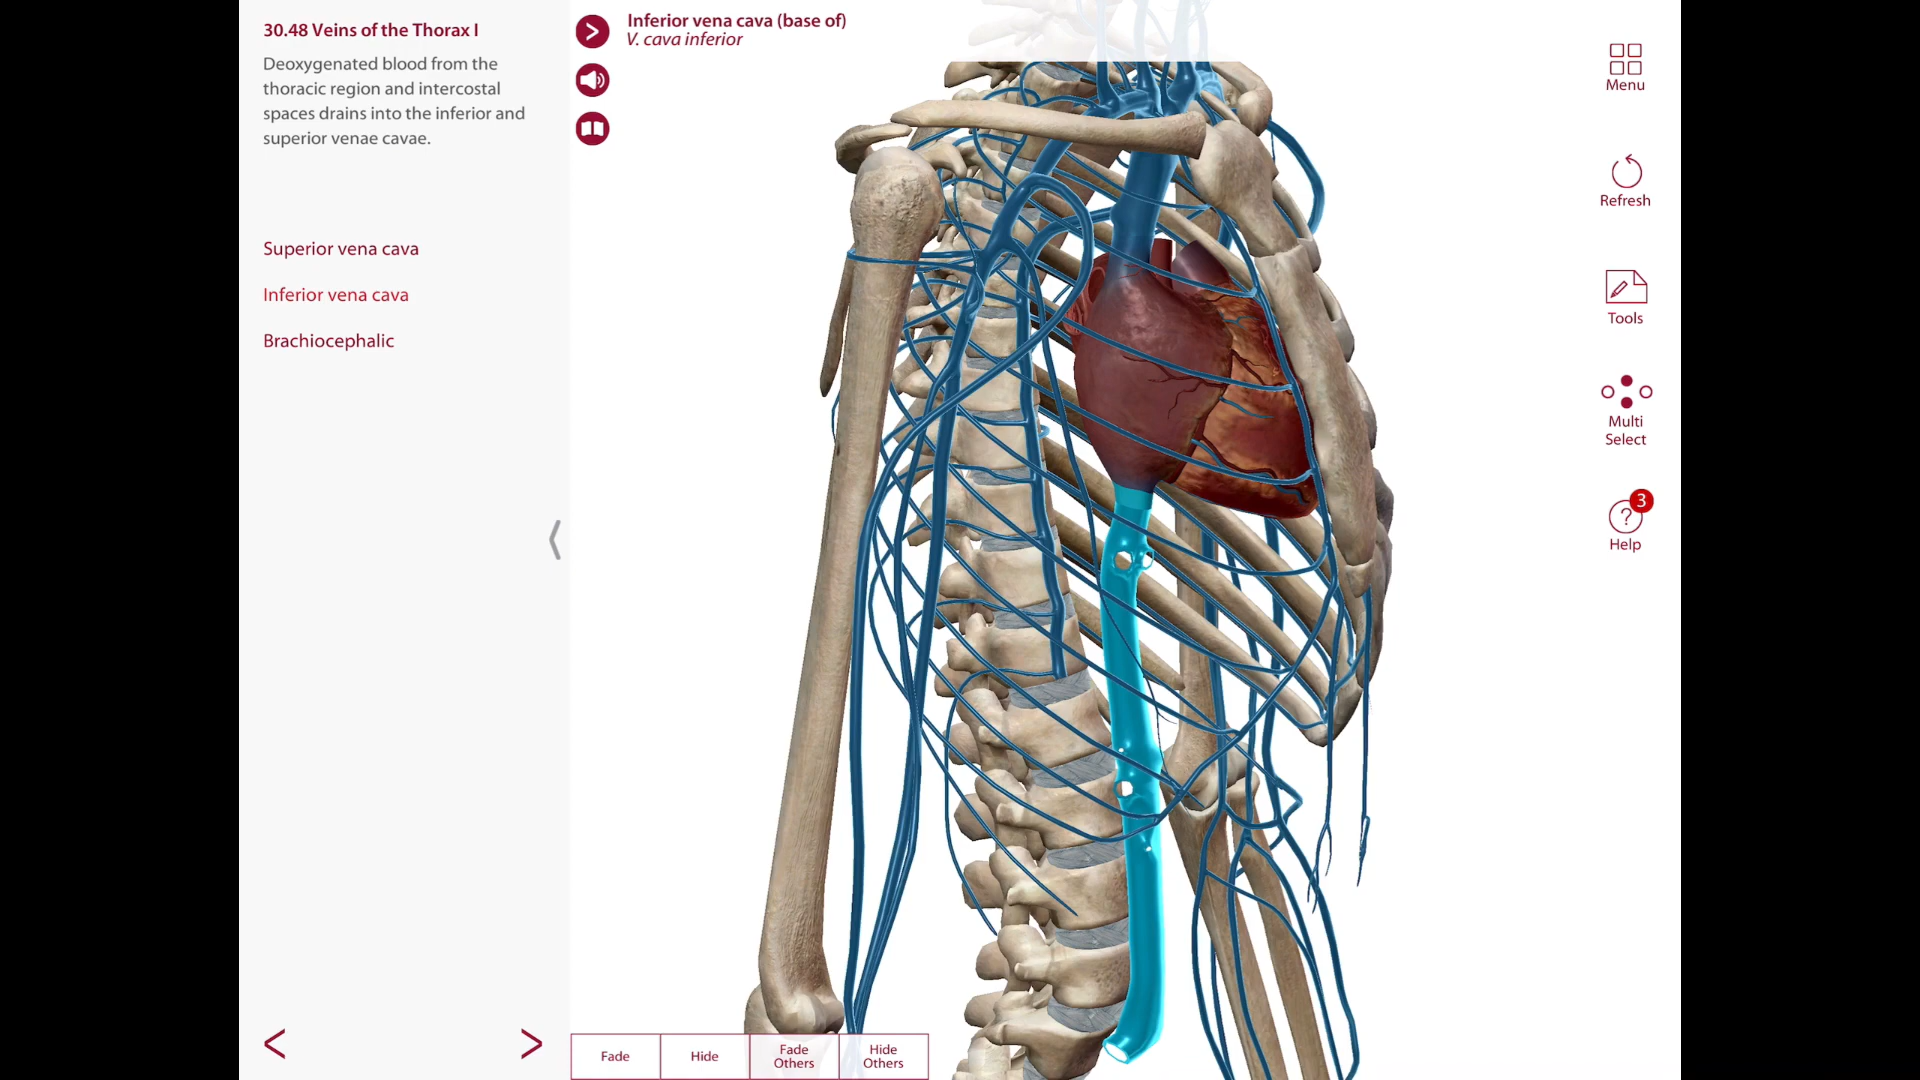 30.48 Veins of the Thorax I
Deoxygenated blood from the
thoracic region and intercostal
spaces drains into the inferior and
superior venae cavae.
Superior vena cava
Inferior vena cava
Brachiocephalic
Inferior vena cava (base of)
V. cava inferior
Menu
Refresh
Tools
Multi
Select
3
?
Help
Fade
Hide
Fade
Others
Hide
Others